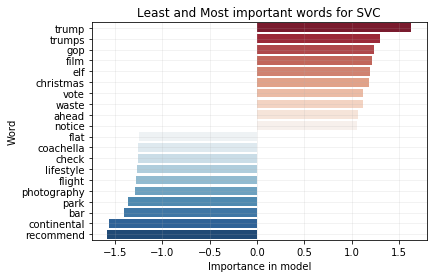 Least and Most important words for SVC
Word
trump
trumps
gop
film
elf
christmas
vote
waste
ahead
notice
flat
coachella
check
lifestyle
flight
photography
park
bar
continental
recommend
−1.5 −1.0 −0.5 0.0 0.5 1.0 1.5
Importance in model